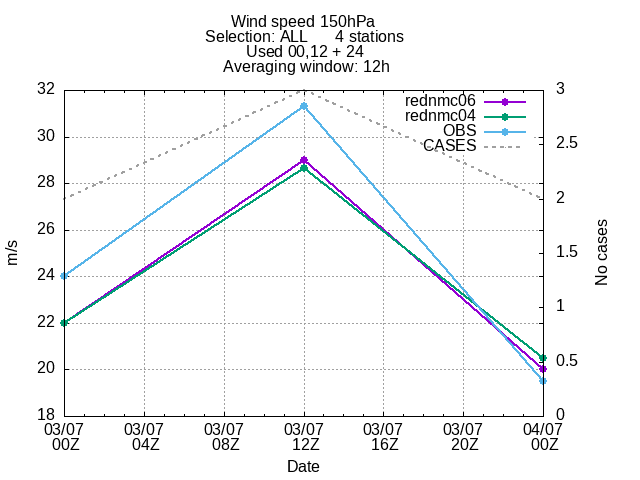 Wind speed 150hPa
Selection: ALL      4 stations
Used 00,12 + 24
Averaging window: 12h
rednmc06
rednmc04
OBS
CASES
32
30
28
26
24
22
20
18
3
2.5
2
1.5
1
0.5
0
m/s
No cases
03/07 03/07 03/07 03/07 03/07 03/07 04/07
00Z 04Z 08Z 12Z 16Z 20Z 00Z
Date